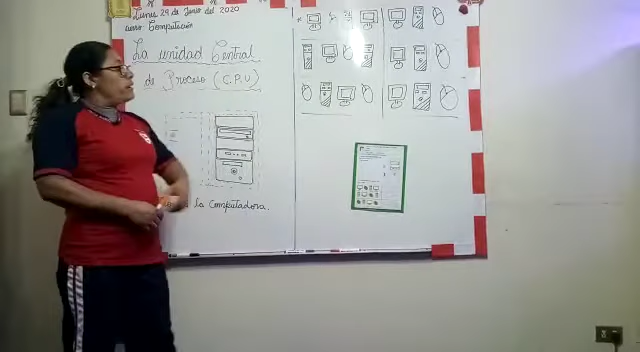 Lunes 29 de Junio del 2020
curso: Computación
La unidad Central
de Proceso (C.P.U)
la Computadora.